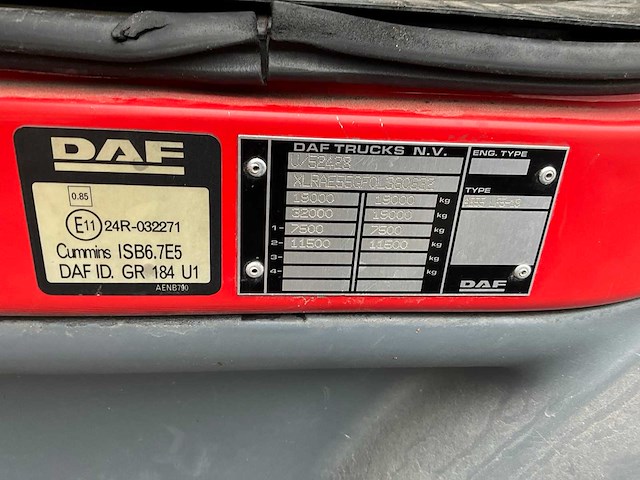 DAF
0.85
E11 24R-032271
Cummins ISB6.7E5
DAF ID. GR 184 U1
AENB790
DAF TRUCKS N.V.
19000 19000 kg
32000 19000 kg
1- 7500 7500 kg
2- 11500 11500 kg
3- kg
4- kg
ENG. TYPE
TYPE
DAF